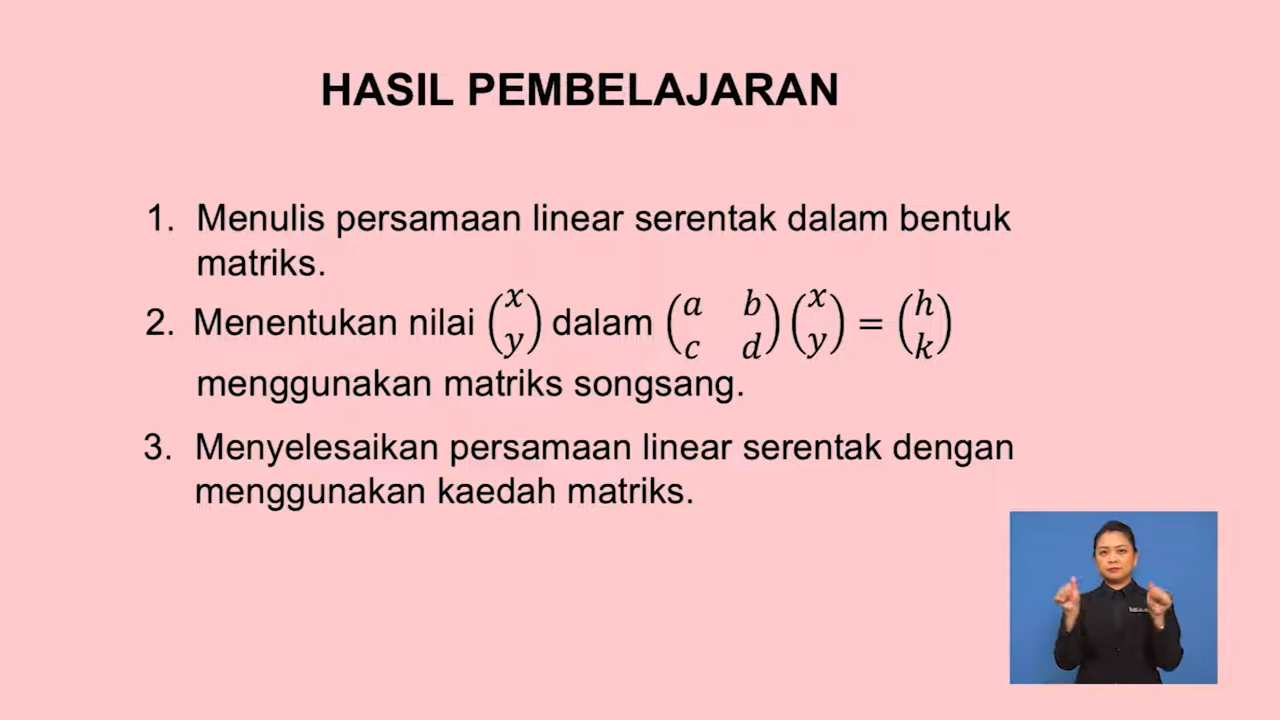 HASIL PEMBELAJARAN
1. Menulis persamaan linear serentak dalam bentuk
matriks.
2. Menentukan nilai (x y) dalam (a b c d)(x y) = (h k)
menggunakan matriks songsang.
3. Menyelesaikan persamaan linear serentak dengan
menggunakan kaedah matriks.